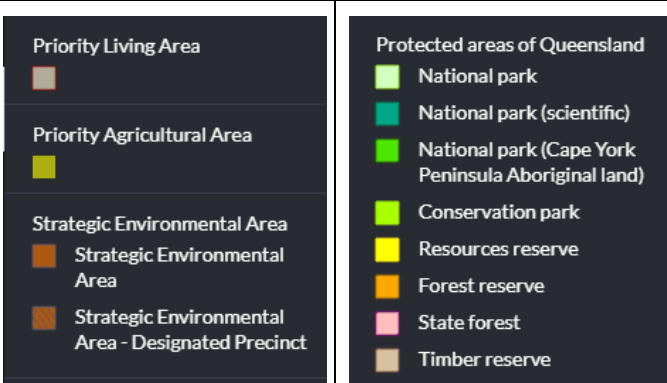 Priority Living Area
Priority Agricultural Area
Strategic Environmental Area
Strategic Environmental
Area
Strategic Environmental
Area - Designated Precinct
Protected areas of Queensland
National park
National park (scientific)
National park (Cape York
Peninsula Aboriginal land)
Conservation park
Resources reserve
Forest reserve
State forest
Timber reserve